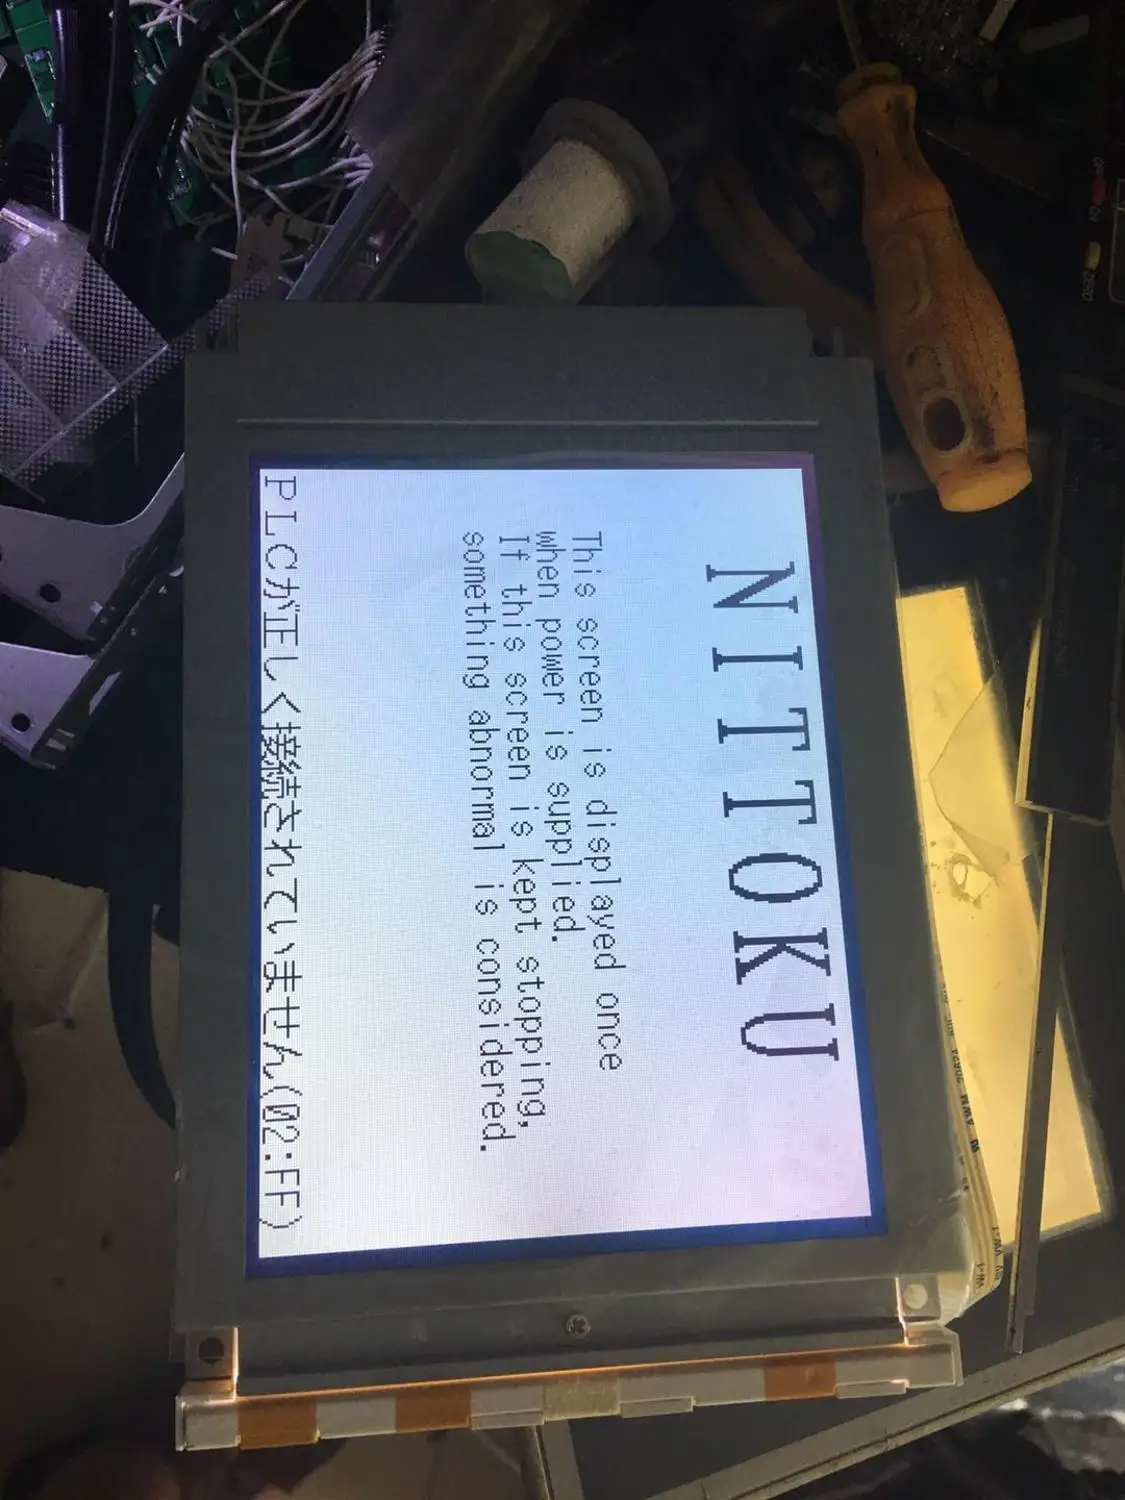 NITTOKU
This screen is displayed once
when power is supplied.
If this screen is kept stopping,
something abnormal is considered.
PLCが正しく接続されていません(02:FF)